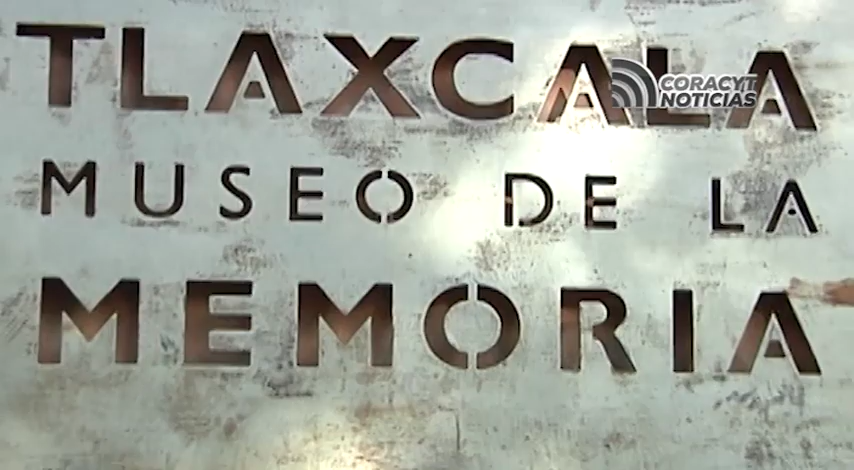 TLAXCALA
CORACYT
NOTICIAS
MUSEO DE LA
MEMORIA